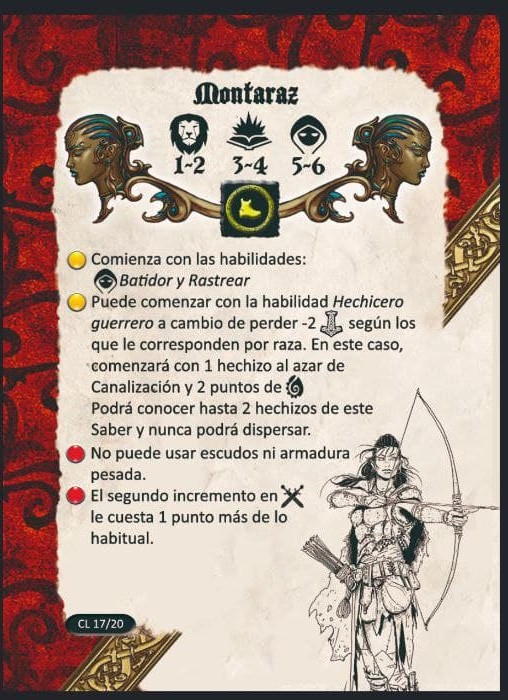 Montaraz
1-2 3-4 5-6
Comienza con las habilidades:
Batidor y Rastrear
Puede comenzar con la habilidad Hechicero
guerrero a cambio de perder -2 según los
que le corresponden por raza. En este caso,
comenzará con 1 hechizo al azar de
Canalización y 2 puntos de
Podrá conocer hasta 2 hechizos de este
Saber y nunca podrá dispersar.
No puede usar escudos ni armadura
pesada.
El segundo incremento en
le cuesta 1 punto más de lo
habitual.
CL 17/20